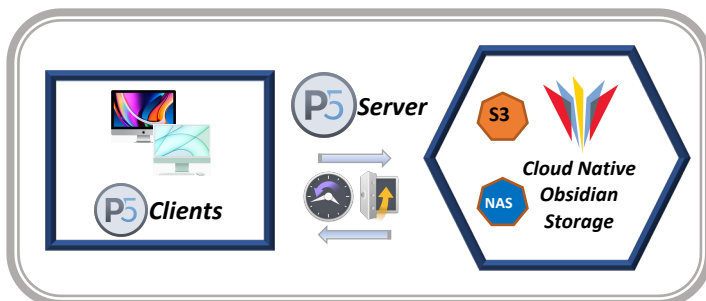 P5 Clients
P5 Server
S3
NAS
Cloud Native
Obsidian
Storage